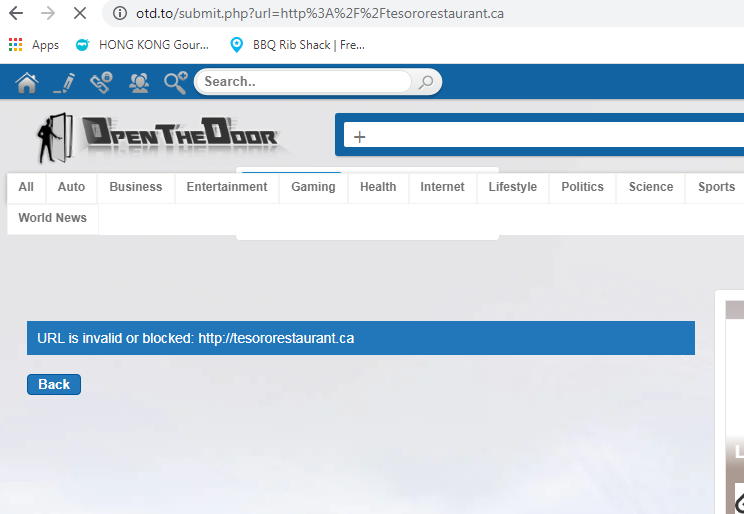 otd.to/submit.php?url=http%3A%2F%2Ftesororestaurant.ca
Apps HONG KONG Gour... BBQ Rib Shack | Fre...
Search..
OPENTHEDOOR
+
All Auto Business Entertainment Gaming Health Internet Lifestyle Politics Science Sports
World News
URL is invalid or blocked: http://tesororestaurant.ca
Back
L